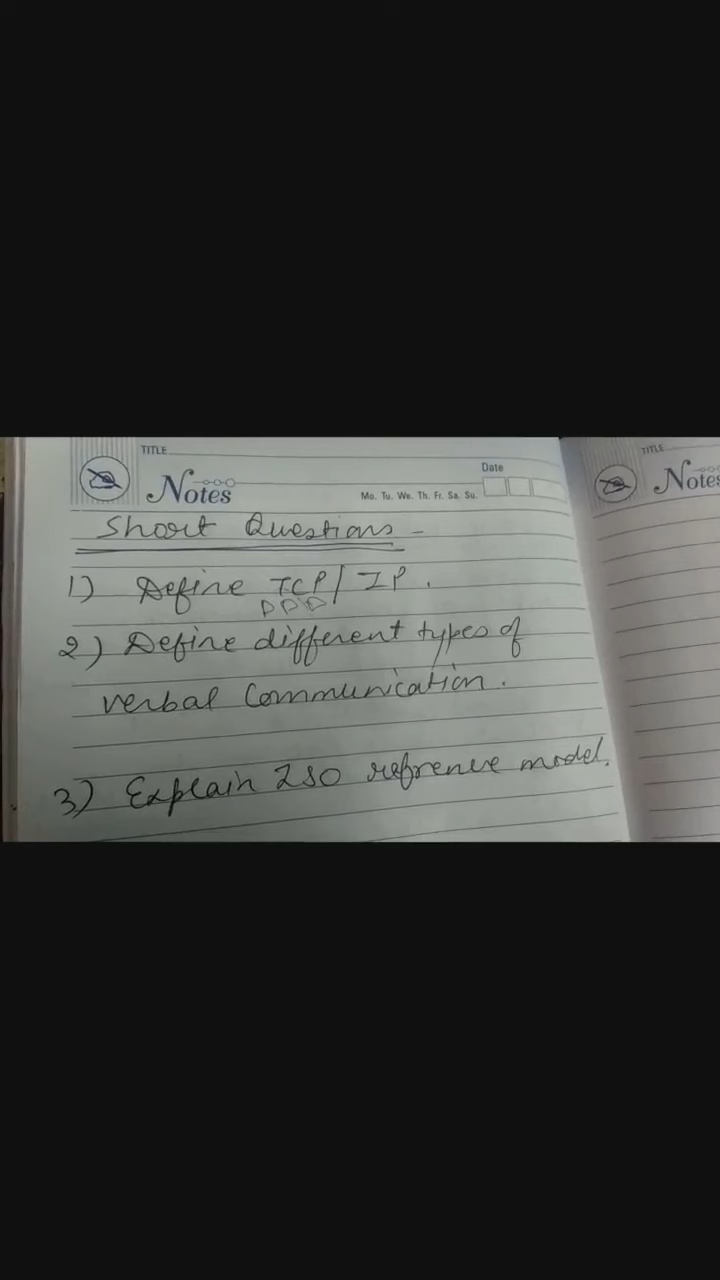 TITLE
Notes
Date
Mo. Tu. We. Th. Fr. Sa. Su.
Short Questions -
1) Define TCP/IP.
2) Define different types of
verbal Communication.
3) Explain ISO refrence model.
TITLE
Notes